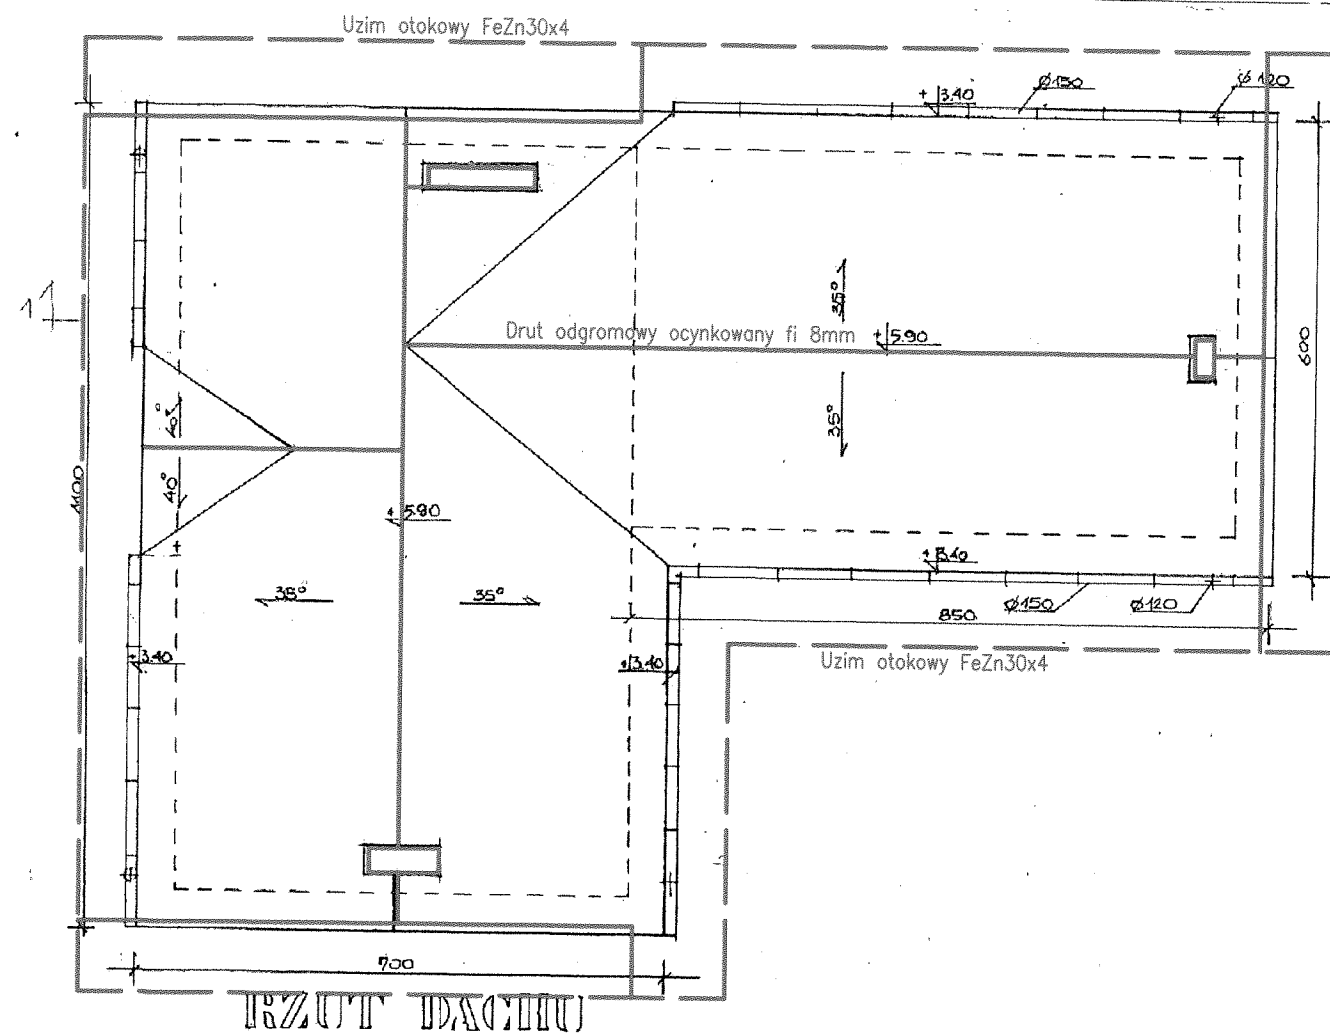 Uzim otokowy FeZn30x4
+3.40
Ø150
Ø120
11
35°
Drut odgromowy ocynkowany fi 8mm
+5.90
600
40°
35°
1100
40°
+5.90
+3.40
35°
35°
Ø150
Ø120
850
+3.40
+3.40
Uzim otokowy FeZn30x4
700
RZUT DACHU